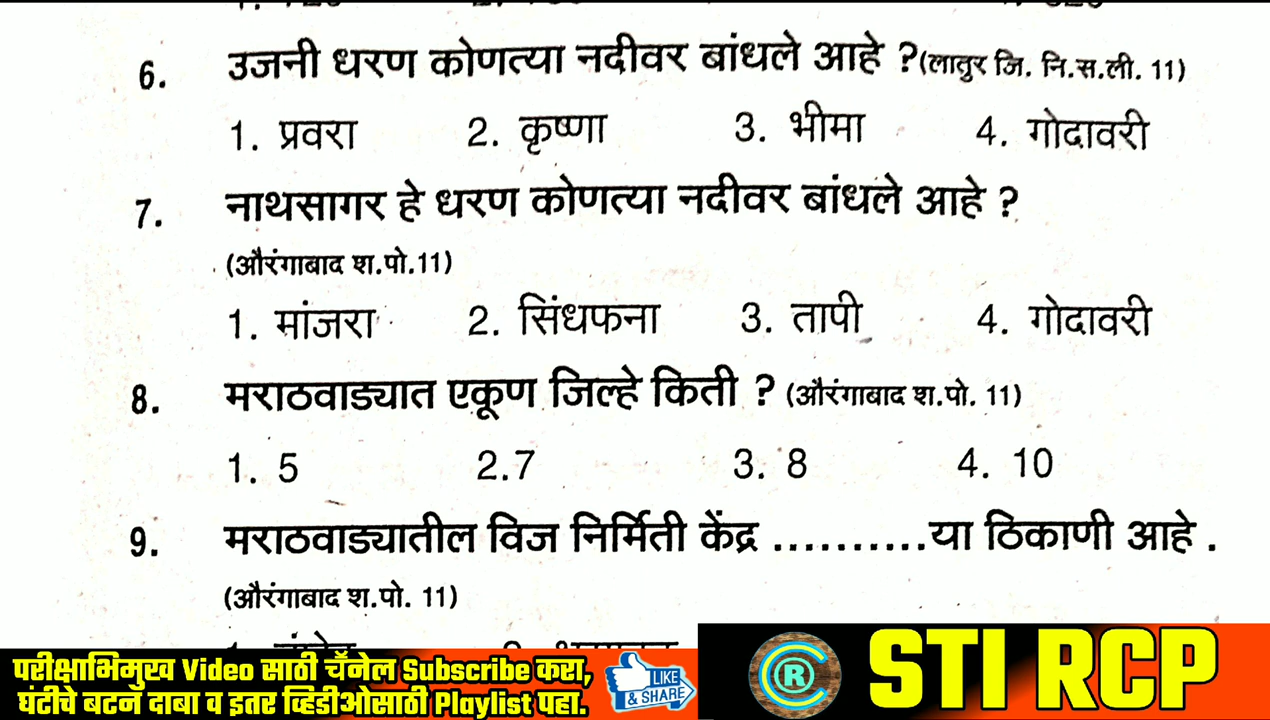 6. उजनी धरण कोणत्या नदीवर बांधले आहे ?(लातुर जि. नि.स.ली. 11)
1. प्रवरा 2. कृष्णा 3. भीमा 4. गोदावरी
7. नाथसागर हे धरण कोणत्या नदीवर बांधले आहे ?
(औरंगाबाद श.पो.11)
1. मांजरा 2. सिंधफना 3. तापी 4. गोदावरी
8. मराठवाड्यात एकूण जिल्हे किती ? (औरंगाबाद श.पो. 11)
1. 5 2.7 3. 8 4. 10
9. मराठवाड्यातील विज निर्मिती केंद्र ..........या ठिकाणी आहे .
(औरंगाबाद श.पो. 11)
परीक्षाभिमुख Video साठी चॅनेल Subscribe करा,
घंटीचे बटन दाबा व इतर व्हिडीओसाठी Playlist पहा.
LIKE
& SHARE
R
STI RCP